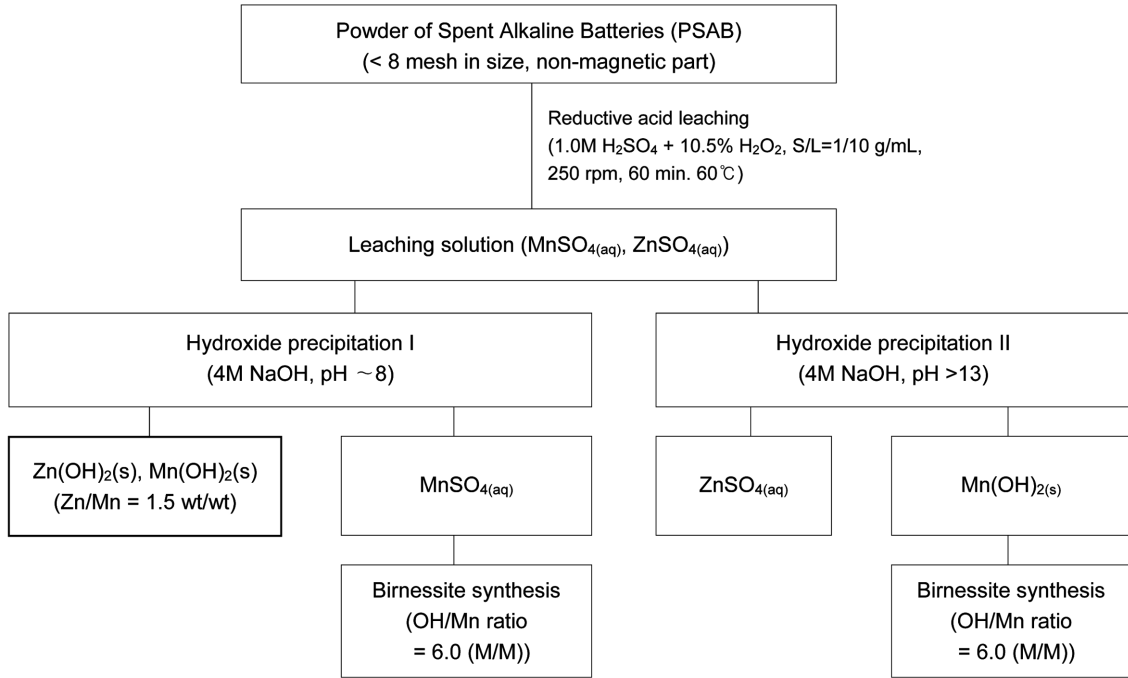 Powder of Spent Alkaline Batteries (PSAB)
(< 8 mesh in size, non-magnetic part)
Reductive acid leaching
(1.0M H₂SO₄ + 10.5% H₂O₂, S/L=1/10 g/mL,
250 rpm, 60 min. 60℃)
Leaching solution (MnSO₄₍ₐq₎, ZnSO₄₍ₐq₎)
Hydroxide precipitation I
(4M NaOH, pH ～8)
Hydroxide precipitation II
(4M NaOH, pH >13)
Zn(OH)₂(s), Mn(OH)₂(s)
(Zn/Mn = 1.5 wt/wt)
MnSO₄₍ₐq₎
ZnSO₄₍ₐq₎
Mn(OH)₂₍ₛ₎
Birnessite synthesis
(OH/Mn ratio
= 6.0 (M/M))
Birnessite synthesis
(OH/Mn ratio
= 6.0 (M/M))